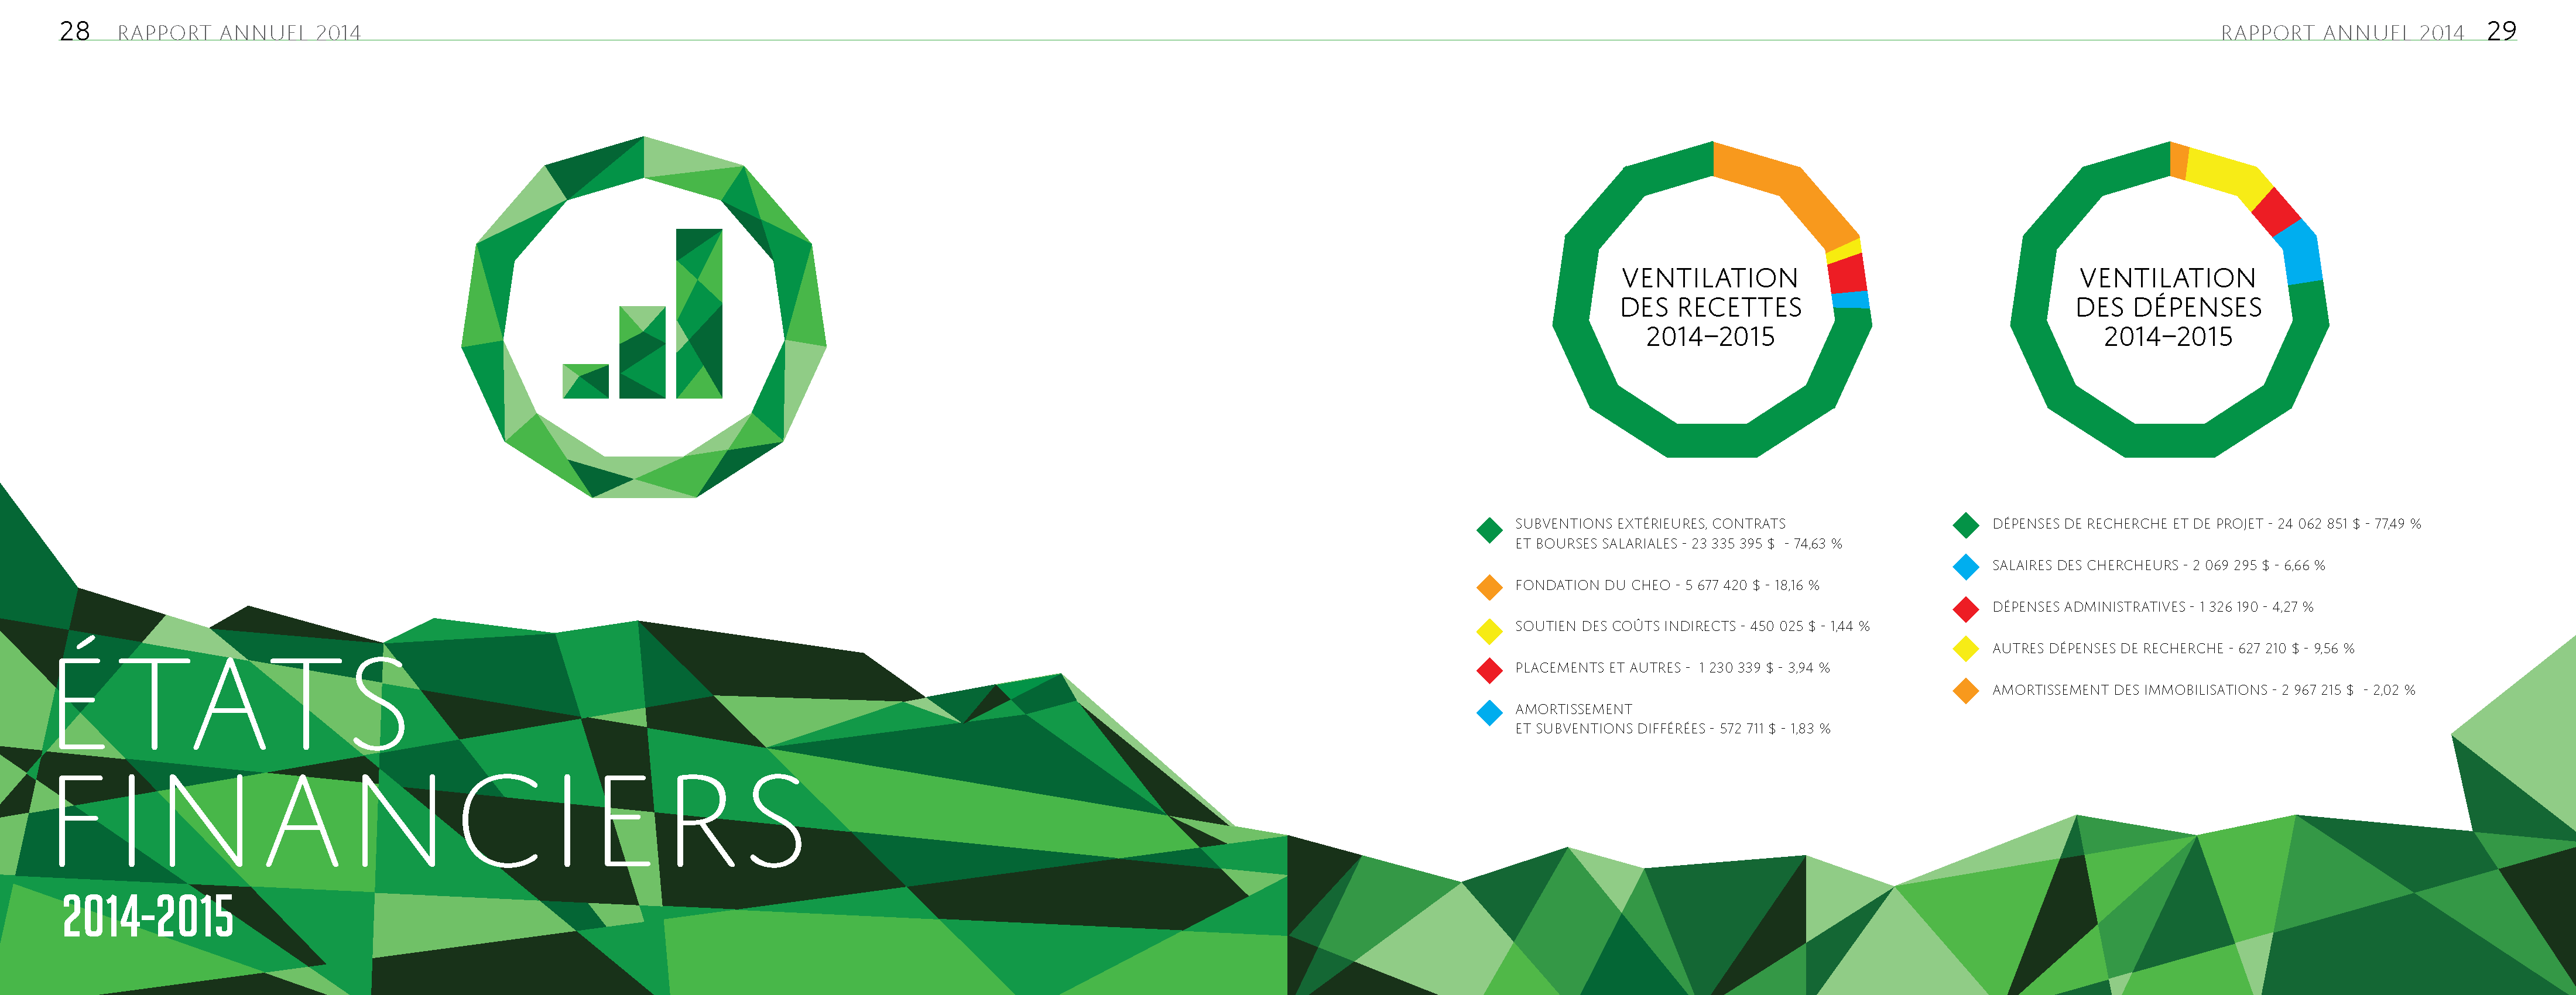 28 RAPPORT ANNUEL 2014
RAPPORT ANNUEL 2014 29
ÉTATS
FINANCIERS
2014-2015
VENTILATION
DES RECETTES
2014–2015
VENTILATION
DES DÉPENSES
2014–2015
SUBVENTIONS EXTÉRIEURES, CONTRATS
ET BOURSES SALARIALES - 23 335 395 $ - 74,63 %
FONDATION DU CHEO - 5 677 420 $ - 18,16 %
SOUTIEN DES COÛTS INDIRECTS - 450 025 $ - 1,44 %
PLACEMENTS ET AUTRES - 1 230 339 $ - 3,94 %
AMORTISSEMENT
ET SUBVENTIONS DIFFÉRÉES - 572 711 $ - 1,83 %
DÉPENSES DE RECHERCHE ET DE PROJET - 24 062 851 $ - 77,49 %
SALAIRES DES CHERCHEURS - 2 069 295 $ - 6,66 %
DÉPENSES ADMINISTRATIVES - 1 326 190 - 4,27 %
AUTRES DÉPENSES DE RECHERCHE - 627 210 $ - 9,56 %
AMORTISSEMENT DES IMMOBILISATIONS - 2 967 215 $ - 2,02 %